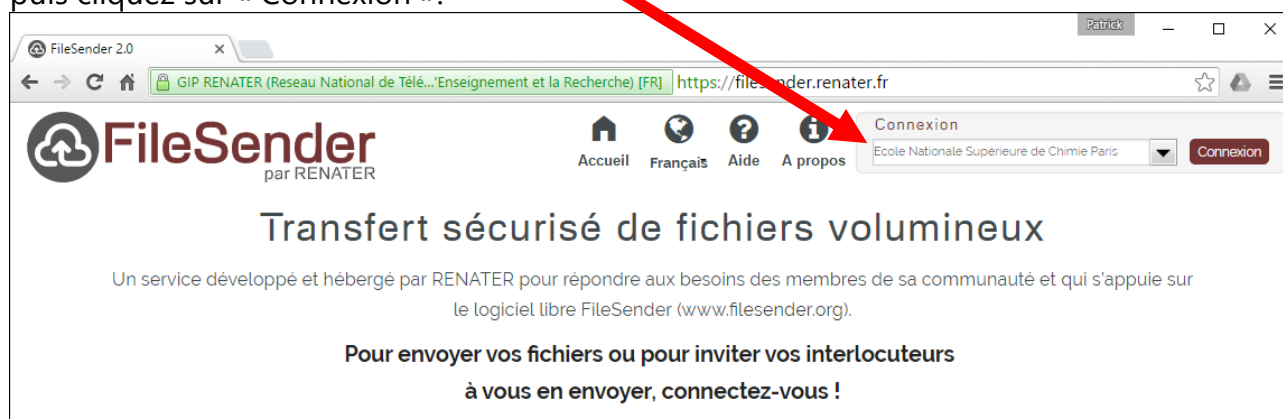 puis cliquez sur « Connexion ».
Patrick
FileSender 2.0
GIP RENATER (Reseau National de Télé...'Enseignement et la Recherche) [FR] https://filesender.renater.fr
FileSender
par RENATER
Accueil Français Aide A propos
Connexion
Ecole Nationale Supérieure de Chimie Paris Connexion
Transfert sécurisé de fichiers volumineux
Un service développé et hébergé par RENATER pour répondre aux besoins des membres de sa communauté et qui s'appuie sur
le logiciel libre FileSender (www.filesender.org).
Pour envoyer vos fichiers ou pour inviter vos interlocuteurs
à vous en envoyer, connectez-vous !